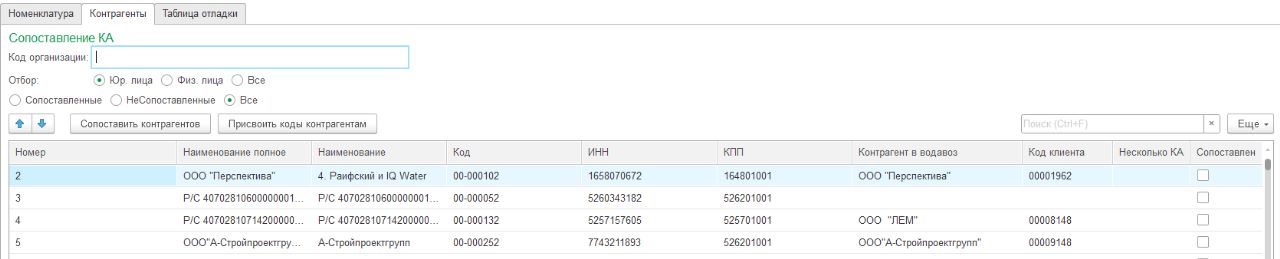 Номенклатура Контрагенты Таблица отладки
Сопоставление КА
Код организации:
Отбор: Юр. лица Физ. лица Все
Сопоставленные НеСопоставленные Все
Сопоставить контрагентов Присвоить коды контрагентам Поиск (Ctrl+F) × Еще
Номер Наименование полное Наименование Код ИНН КПП Контрагент в водавоз Код клиента Несколько КА Сопоставлен
2 ООО "Перспектива" 4. Раифский и IQ Water 00-000102 1658070672 164801001 ООО "Перспектива" 00001962
3 Р/С 40702810600000001... Р/С 40702810600000001... 00-000052 5260343182 526201001
4 Р/С 40702810714200000... Р/С 40702810714200000... 00-000132 5257157605 525701001 ООО "ЛЕМ" 00008148
5 ООО"А-Стройпроектгру... А-Стройпроектгрупп 00-000252 7743211893 526201001 ООО"А-Стройпроектгрупп" 00009148